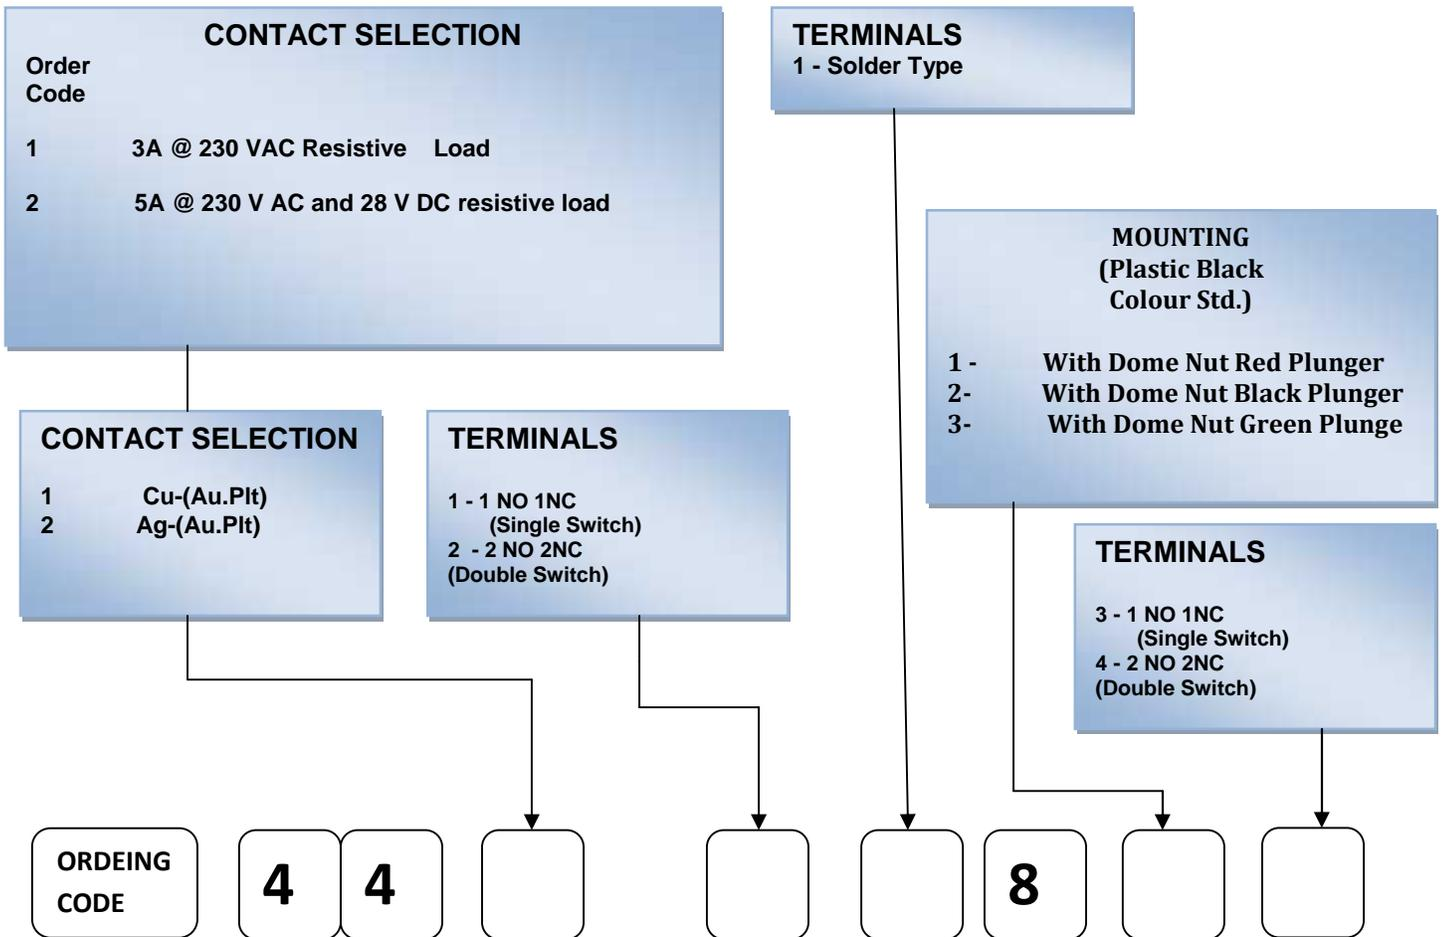 CONTACT SELECTION
Order
Code
1 3A @ 230 VAC Resistive Load
2 5A @ 230 V AC and 28 V DC resistive load
TERMINALS
1 - Solder Type
MOUNTING
(Plastic Black
Colour Std.)
1 - With Dome Nut Red Plunger
2- With Dome Nut Black Plunger
3- With Dome Nut Green Plunge
CONTACT SELECTION
1 Cu-(Au.Plt)
2 Ag-(Au.Plt)
TERMINALS
1 - 1 NO 1NC
(Single Switch)
2 - 2 NO 2NC
(Double Switch)
TERMINALS
3 - 1 NO 1NC
(Single Switch)
4 - 2 NO 2NC
(Double Switch)
ORDEING
CODE
4 4 8